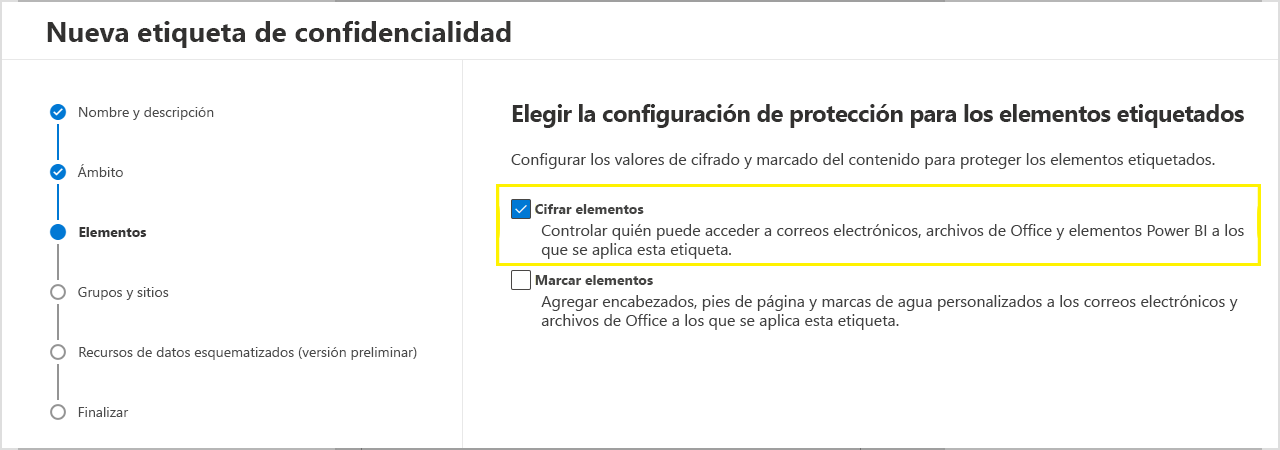 Nueva etiqueta de confidencialidad
Nombre y descripción
Ámbito
Elementos
Grupos y sitios
Recursos de datos esquematizados (versión preliminar)
Finalizar
Elegir la configuración de protección para los elementos etiquetados
Configurar los valores de cifrado y marcado del contenido para proteger los elementos etiquetados.
Cifrar elementos
Controlar quién puede acceder a correos electrónicos, archivos de Office y elementos Power BI a los
que se aplica esta etiqueta.
Marcar elementos
Agregar encabezados, pies de página y marcas de agua personalizados a los correos electrónicos y
archivos de Office a los que se aplica esta etiqueta.